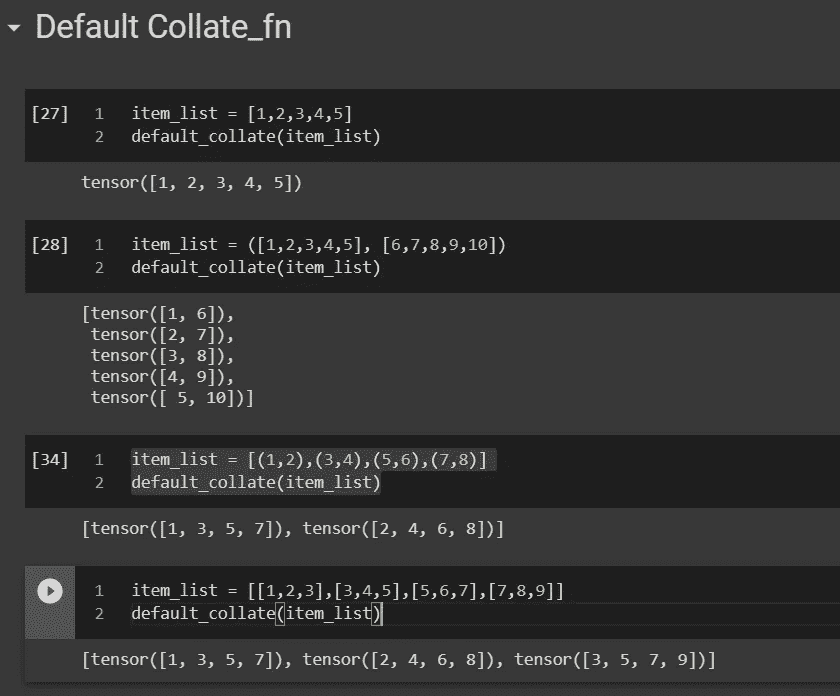 Default Collate_fn
[27] 1 item_list = [1,2,3,4,5]
2 default_collate(item_list)
tensor([1, 2, 3, 4, 5])
[28] 1 item_list = ([1,2,3,4,5], [6,7,8,9,10])
2 default_collate(item_list)
[tensor([1, 6]),
tensor([2, 7]),
tensor([3, 8]),
tensor([4, 9]),
tensor([ 5, 10])]
[34] 1 item_list = [(1,2),(3,4),(5,6),(7,8)]
2 default_collate(item_list)
[tensor([1, 3, 5, 7]), tensor([2, 4, 6, 8])]
1 item_list = [[1,2,3],[3,4,5],[5,6,7],[7,8,9]]
2 default_collate(item_list)
[tensor([1, 3, 5, 7]), tensor([2, 4, 6, 8]), tensor([3, 5, 7, 9])]